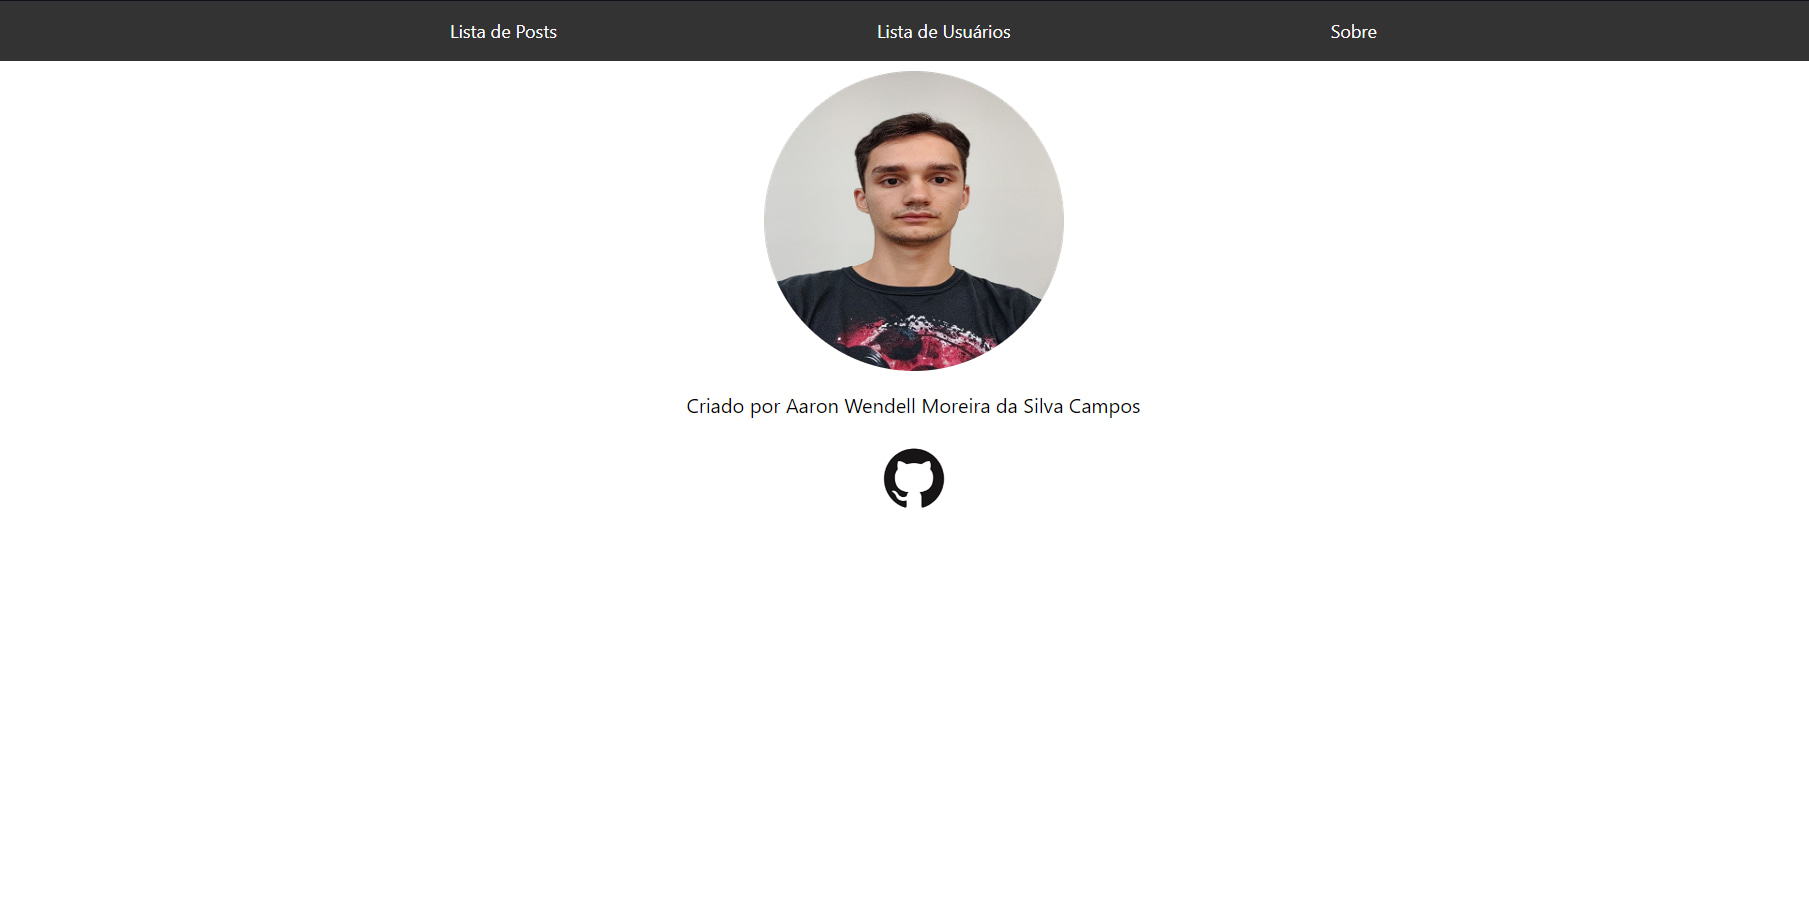 Lista de Posts
Lista de Usuários
Sobre
Criado por Aaron Wendell Moreira da Silva Campos